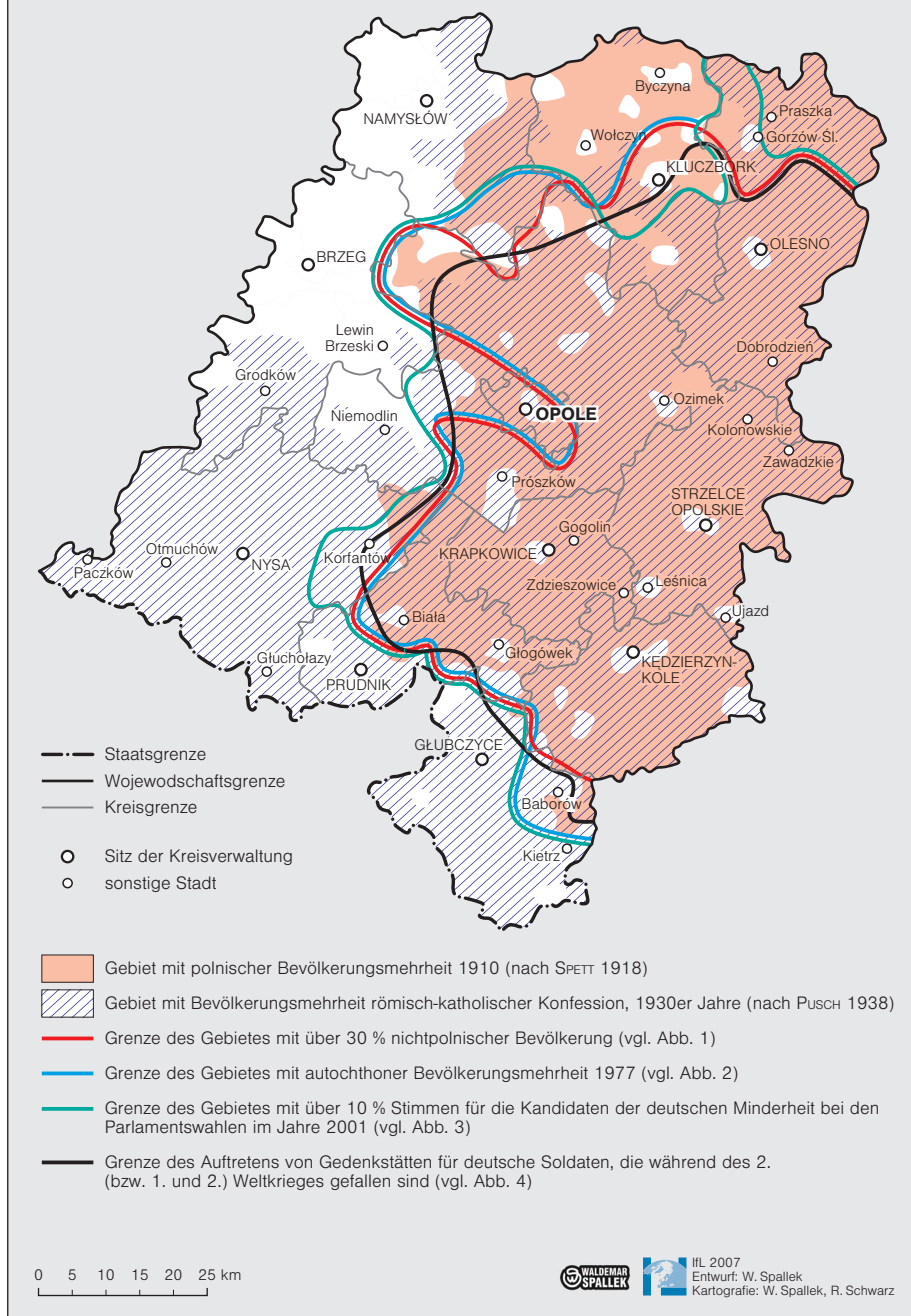 Byczyna
Praszka
NAMYSŁÓW
Gorzów Śl.
Wołczyn
KLUCZBORK
OLESNO
BRZEG
Lewin
Brzeski
Dobrodzień
Grodków
Ozimek
OPOLE
Niemodlin
Kolonowskie
Zawadzkie
Prószków
STRZELCE
OPOLSKIE
Gogolin
KRAPKOWICE
Otmuchów
Korfantów
NYSA
Paczków
Zdzieszowice
Leśnica
Ujazd
Biała
Głogówek
Głuchołazy
KĘDZIERZYN-
KOLE
PRUDNIK
GŁUBCZYCE
Baborów
Kietrz
Staatsgrenze
Wojewodschaftsgrenze
Kreisgrenze
Sitz der Kreisverwaltung
sonstige Stadt
Gebiet mit polnischer Bevölkerungsmehrheit 1910 (nach SPETT 1918)
Gebiet mit Bevölkerungsmehrheit römisch-katholischer Konfession, 1930er Jahre (nach PUSCH 1938)
Grenze des Gebietes mit über 30 % nichtpolnischer Bevölkerung (vgl. Abb. 1)
Grenze des Gebietes mit autochthoner Bevölkerungsmehrheit 1977 (vgl. Abb. 2)
Grenze des Gebietes mit über 10 % Stimmen für die Kandidaten der deutschen Minderheit bei den
Parlamentswahlen im Jahre 2001 (vgl. Abb. 3)
Grenze des Auftretens von Gedenkstätten für deutsche Soldaten, die während des 2.
(bzw. 1. und 2.) Weltkrieges gefallen sind (vgl. Abb. 4)
0 5 10 15 20 25 km
WALDEMAR
SPALLEK
IfL 2007
Entwurf: W. Spallek
Kartografie: W. Spallek, R. Schwarz